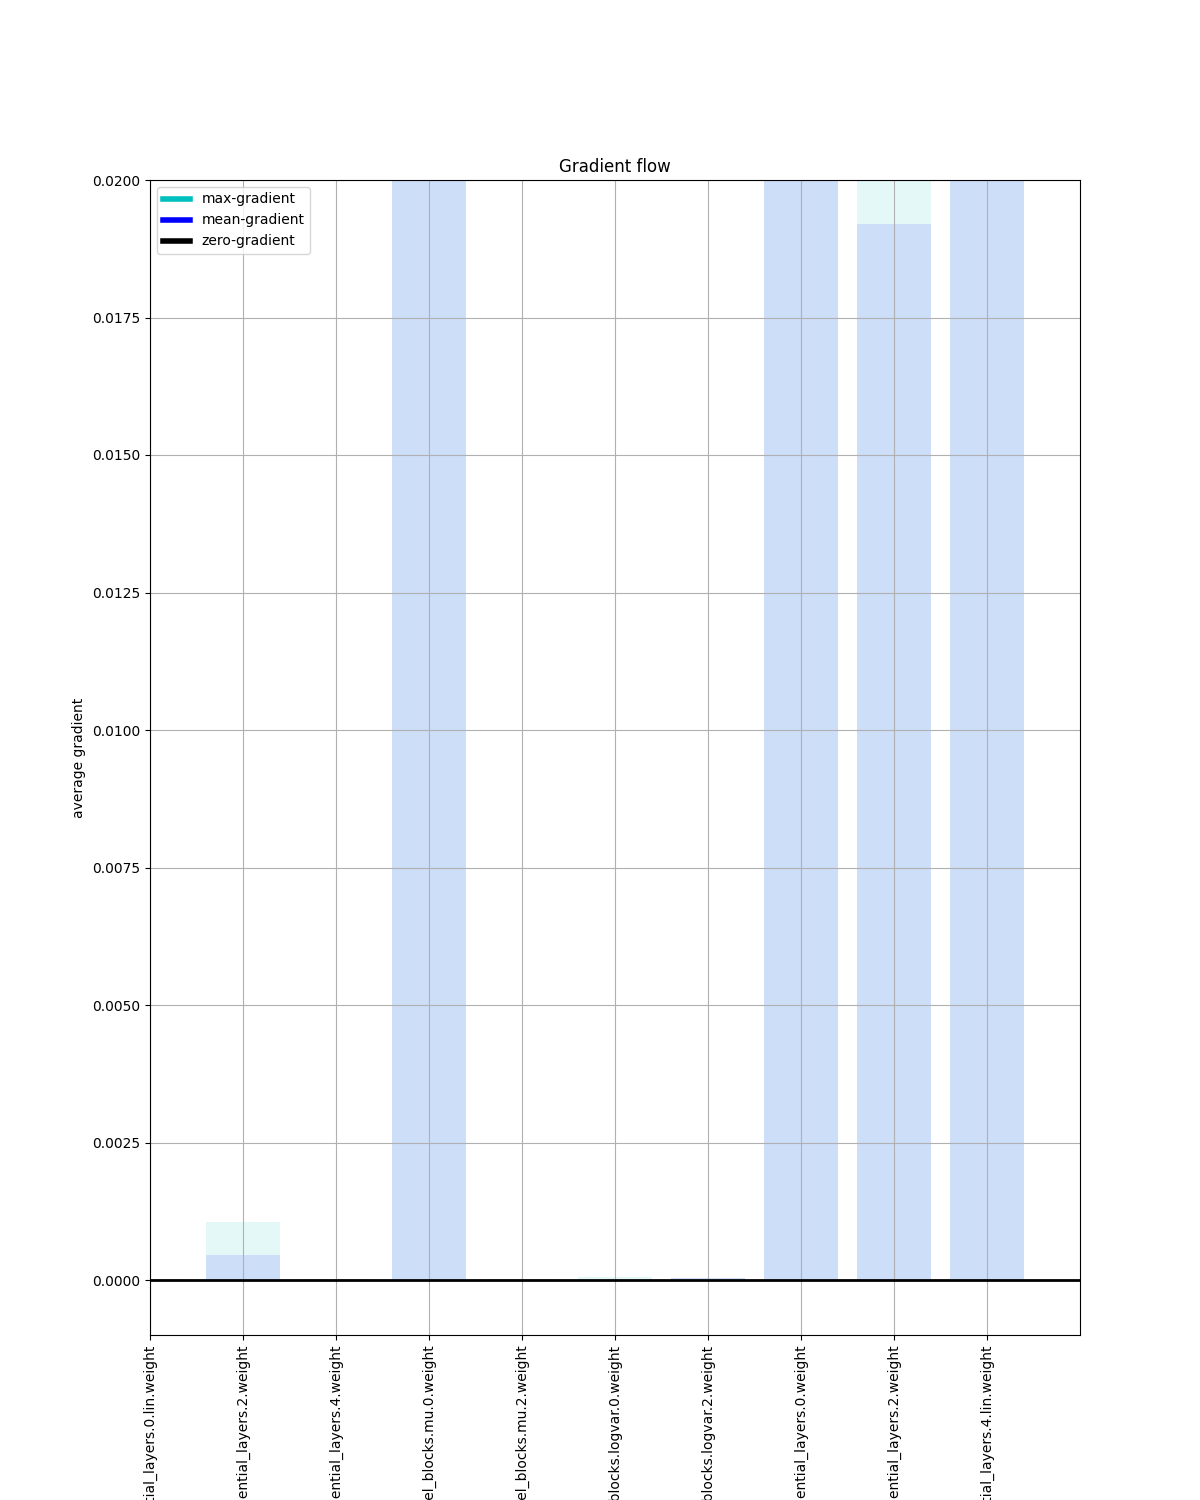 Gradient flow
max-gradient
mean-gradient
zero-gradient
0.0200
0.0175
0.0150
0.0125
0.0100
0.0075
0.0050
0.0025
0.0000
average gradient
tial_layers.0.lin.weight
ential_layers.2.weight
ential_layers.4.weight
el_blocks.mu.0.weight
el_blocks.mu.2.weight
blocks.logvar.0.weight
blocks.logvar.2.weight
ential_layers.0.weight
ential_layers.2.weight
tial_layers.4.lin.weight